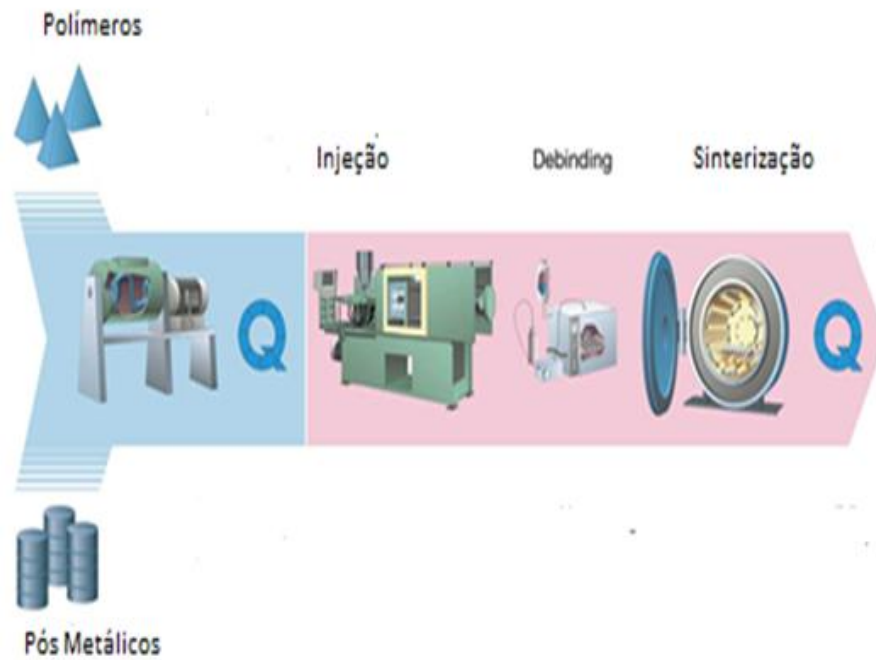 Polímeros
Injeção
Debinding
Sinterização
Q
Q
Pós Metálicos